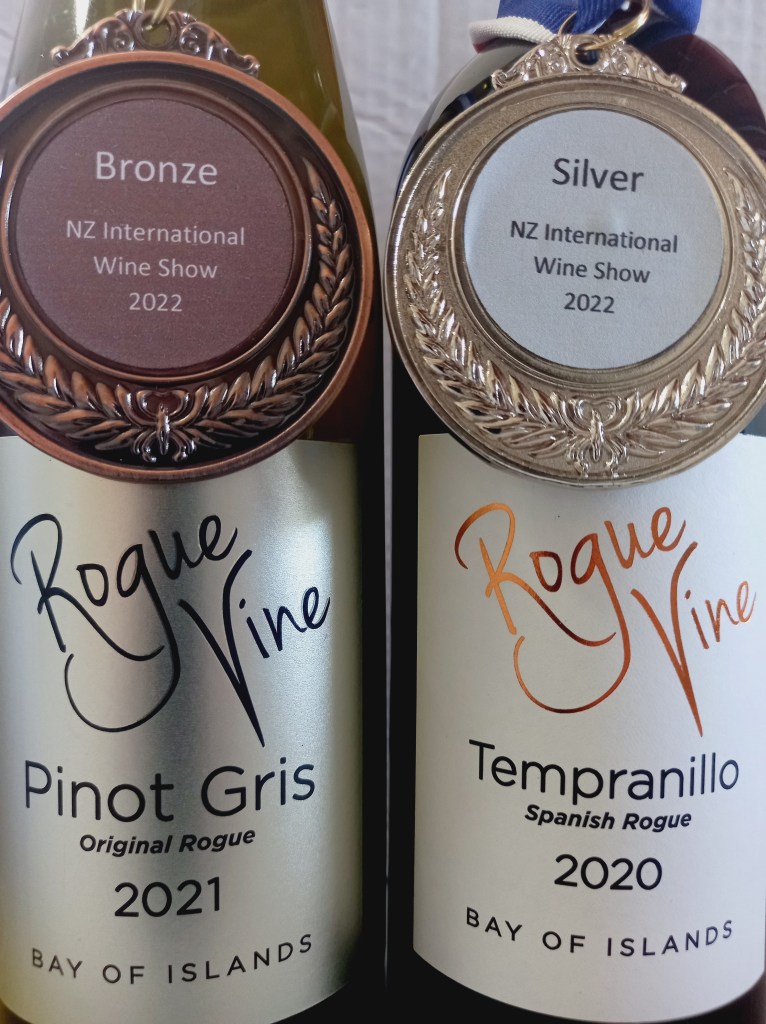 Bronze
NZ International
Wine Show
2022
Rogue
Vine
Pinot Gris
Original Rogue
2021
BAY OF ISLANDS
Silver
NZ International
Wine Show
2022
Rogue
Vine
Tempranillo
Spanish Rogue
2020
BAY OF ISLANDS